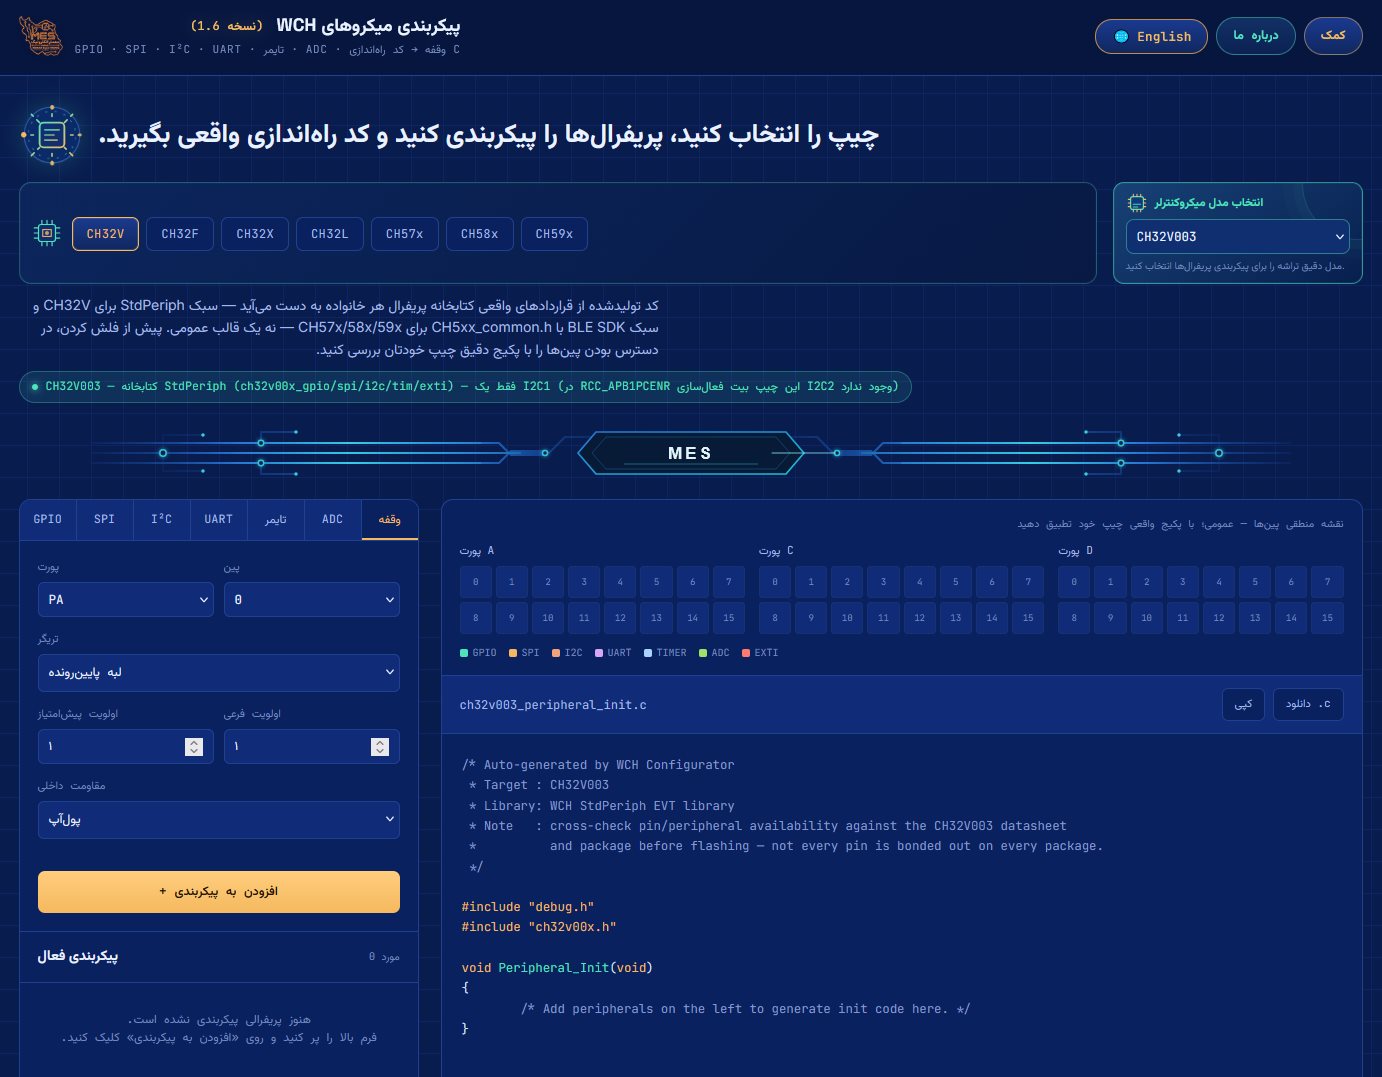 پیکربندی میکروهای WCH (نسخه 1.6)
GPIO · SPI · I²C · UART · تایمر · ADC · وقفه → کد راه‌اندازی C
English
درباره ما
کمک
MES
چیپ را انتخاب کنید، پریفرال‌ها را پیکربندی کنید و کد راه‌اندازی واقعی بگیرید.
CH32V
CH32F
CH32X
CH32L
CH57x
CH58x
CH59x
انتخاب مدل میکروکنترلر
CH32V003
مدل دقیق تراشه را برای پیکربندی پریفرال‌ها انتخاب کنید.
کد تولیدشده از قراردادهای واقعی کتابخانه پریفرال هر خانواده به دست می‌آید — سبک StdPeriph برای CH32V و
سبک BLE SDK با CH5xx_common.h برای CH57x/58x/59x — نه یک قالب عمومی. پیش از فلش کردن، در
دسترس بودن پین‌ها را با پکیج دقیق چیپ خودتان بررسی کنید.
CH32V003 — کتابخانه StdPeriph (ch32v00x_gpio/spi/i2c/tim/exti) — فقط یک I2C1 (در RCC_APB1PCENR این چیپ بیت فعال‌سازی I2C2 وجود ندارد)
MES
GPIO
SPI
I²C
UART
تایمر
ADC
وقفه
پورت
پین
PA
0
تریگر
لبه پایین‌رونده
اولویت پیش‌امتیاز
اولویت فرعی
۱
۱
مقاومت داخلی
پول‌آپ
افزودن به پیکربندی +
پیکربندی فعال
0 مورد
هنوز پریفرالی پیکربندی نشده است.
فرم بالا را پر کنید و روی «افزودن به پیکربندی» کلیک کنید.
نقشه منطقی پین‌ها — عمومی؛ با پکیج واقعی چیپ خود تطبیق دهید
پورت A
0 1 2 3 4 5 6 7
8 9 10 11 12 13 14 15
پورت C
0 1 2 3 4 5 6 7
8 9 10 11 12 13 14 15
پورت D
0 1 2 3 4 5 6 7
8 9 10 11 12 13 14 15
GPIO SPI I2C UART TIMER ADC EXTI
ch32v003_peripheral_init.c
کپی
دانلود .c
/* Auto-generated by WCH Configurator
* Target : CH32V003
* Library: WCH StdPeriph EVT library
* Note : cross-check pin/peripheral availability against the CH32V003 datasheet
* and package before flashing — not every pin is bonded out on every package.
*/
#include "debug.h"
#include "ch32v00x.h"
void Peripheral_Init(void)
{
/* Add peripherals on the left to generate init code here. */
}